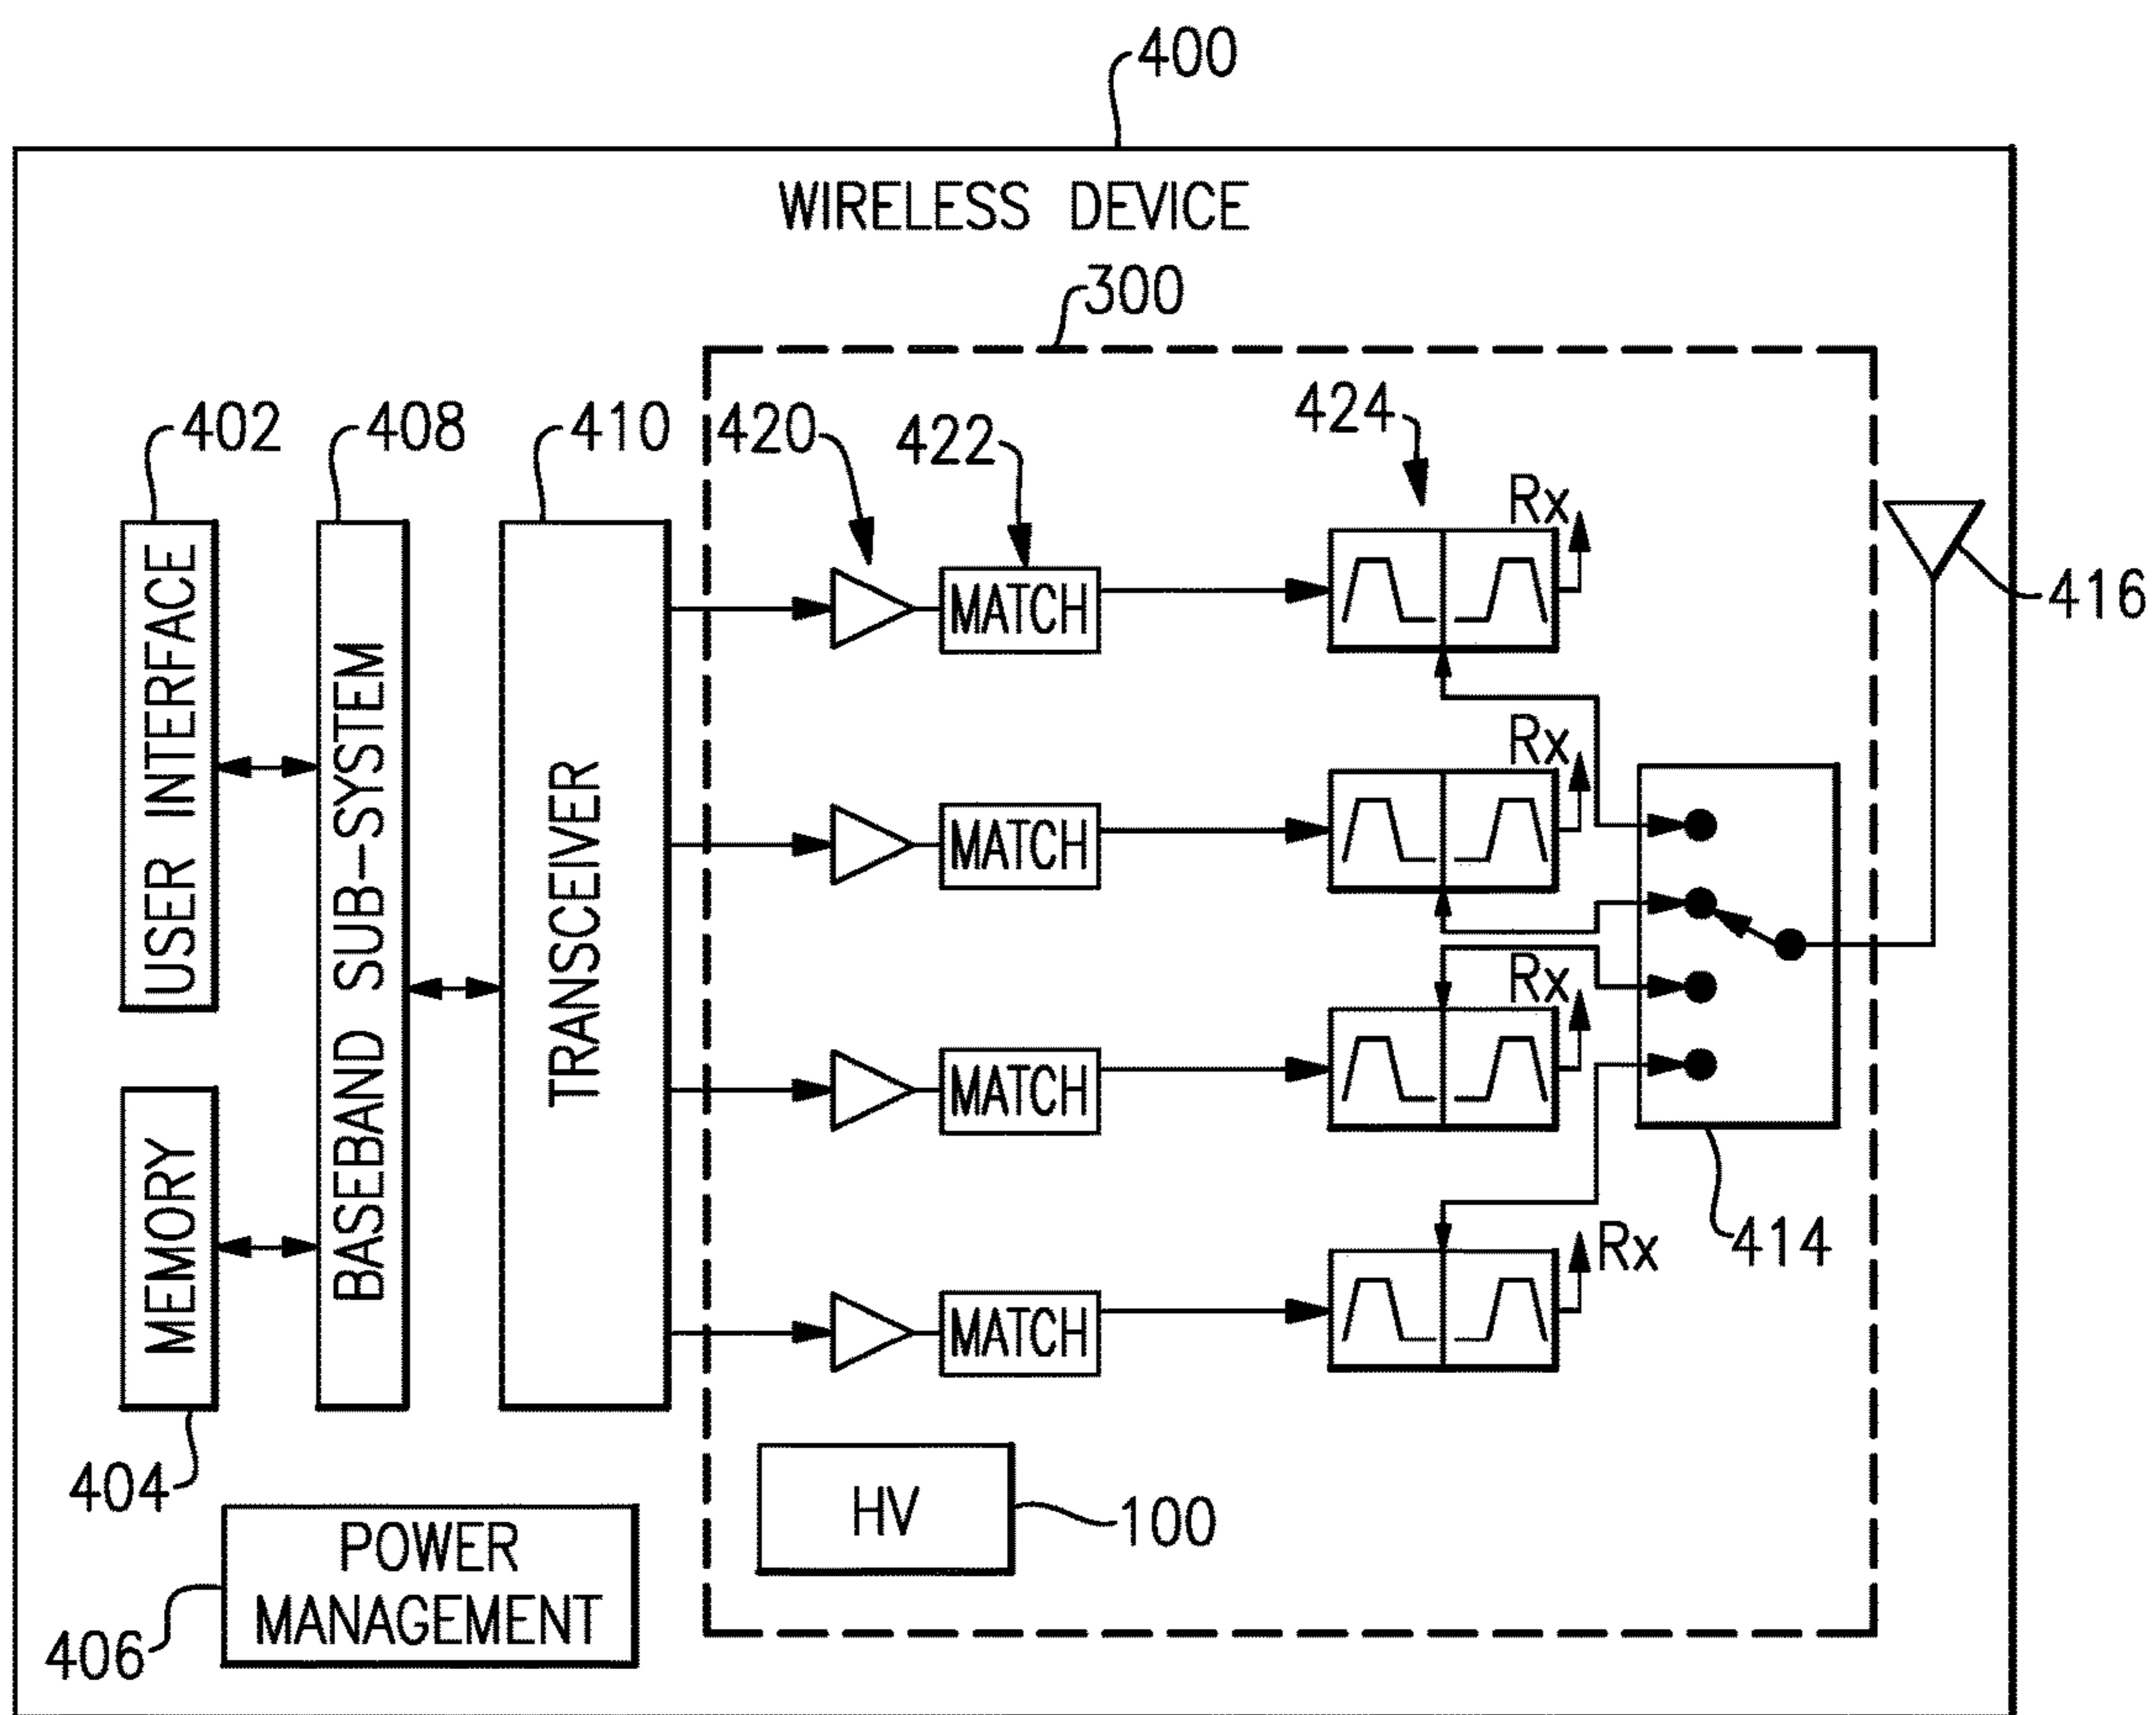 400
WIRELESS DEVICE
300
402
408
410
420
422
424
Rx
416
USER INTERFACE
BASEBAND SUB-SYSTEM
TRANSCEIVER
MATCH
Rx
MATCH
Rx
MATCH
MEMORY
414
Rx
MATCH
404
HV
100
POWER
MANAGEMENT
406